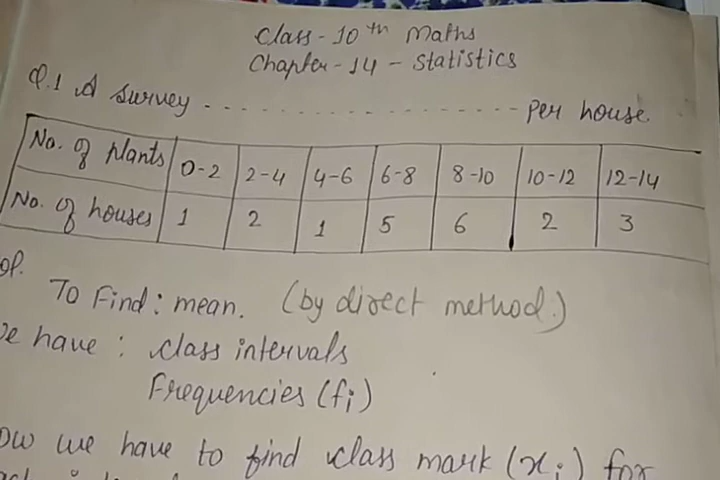 Class - 10th Maths
Chapter - 14 - Statistics
Q.1 A survey - - - - - - - - - - - - - - - - - - Per house.
No. of plants 0-2 2-4 4-6 6-8 8-10 10-12 12-14
No. of houses 1 2 1 5 6 2 3
To Find : mean. (by direct method.)
have : class intervals
Frequencies (fi)
we have to find class mark (xi) for